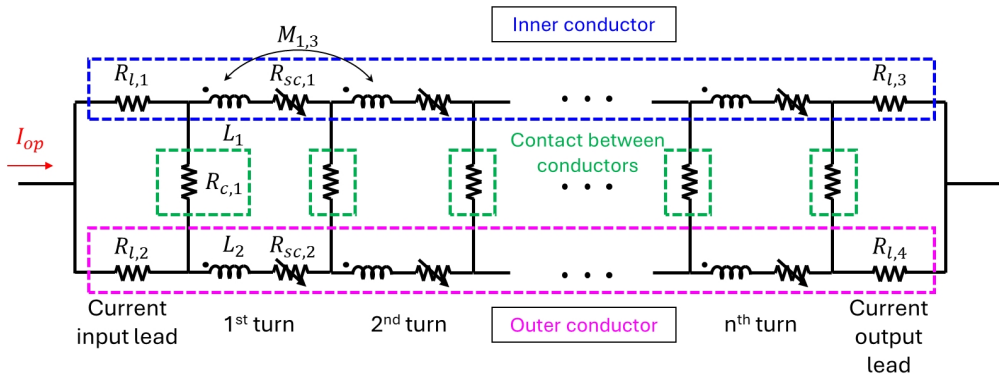 Inner conductor
M1,3
Rl,1
Rsc,1
Rl,3
Iop
L1
Contact between
conductors
Rc,1
Rl,2
L2
Rsc,2
Rl,4
Current
input lead
1st turn
2nd turn
Outer conductor
nth turn
Current
output
lead